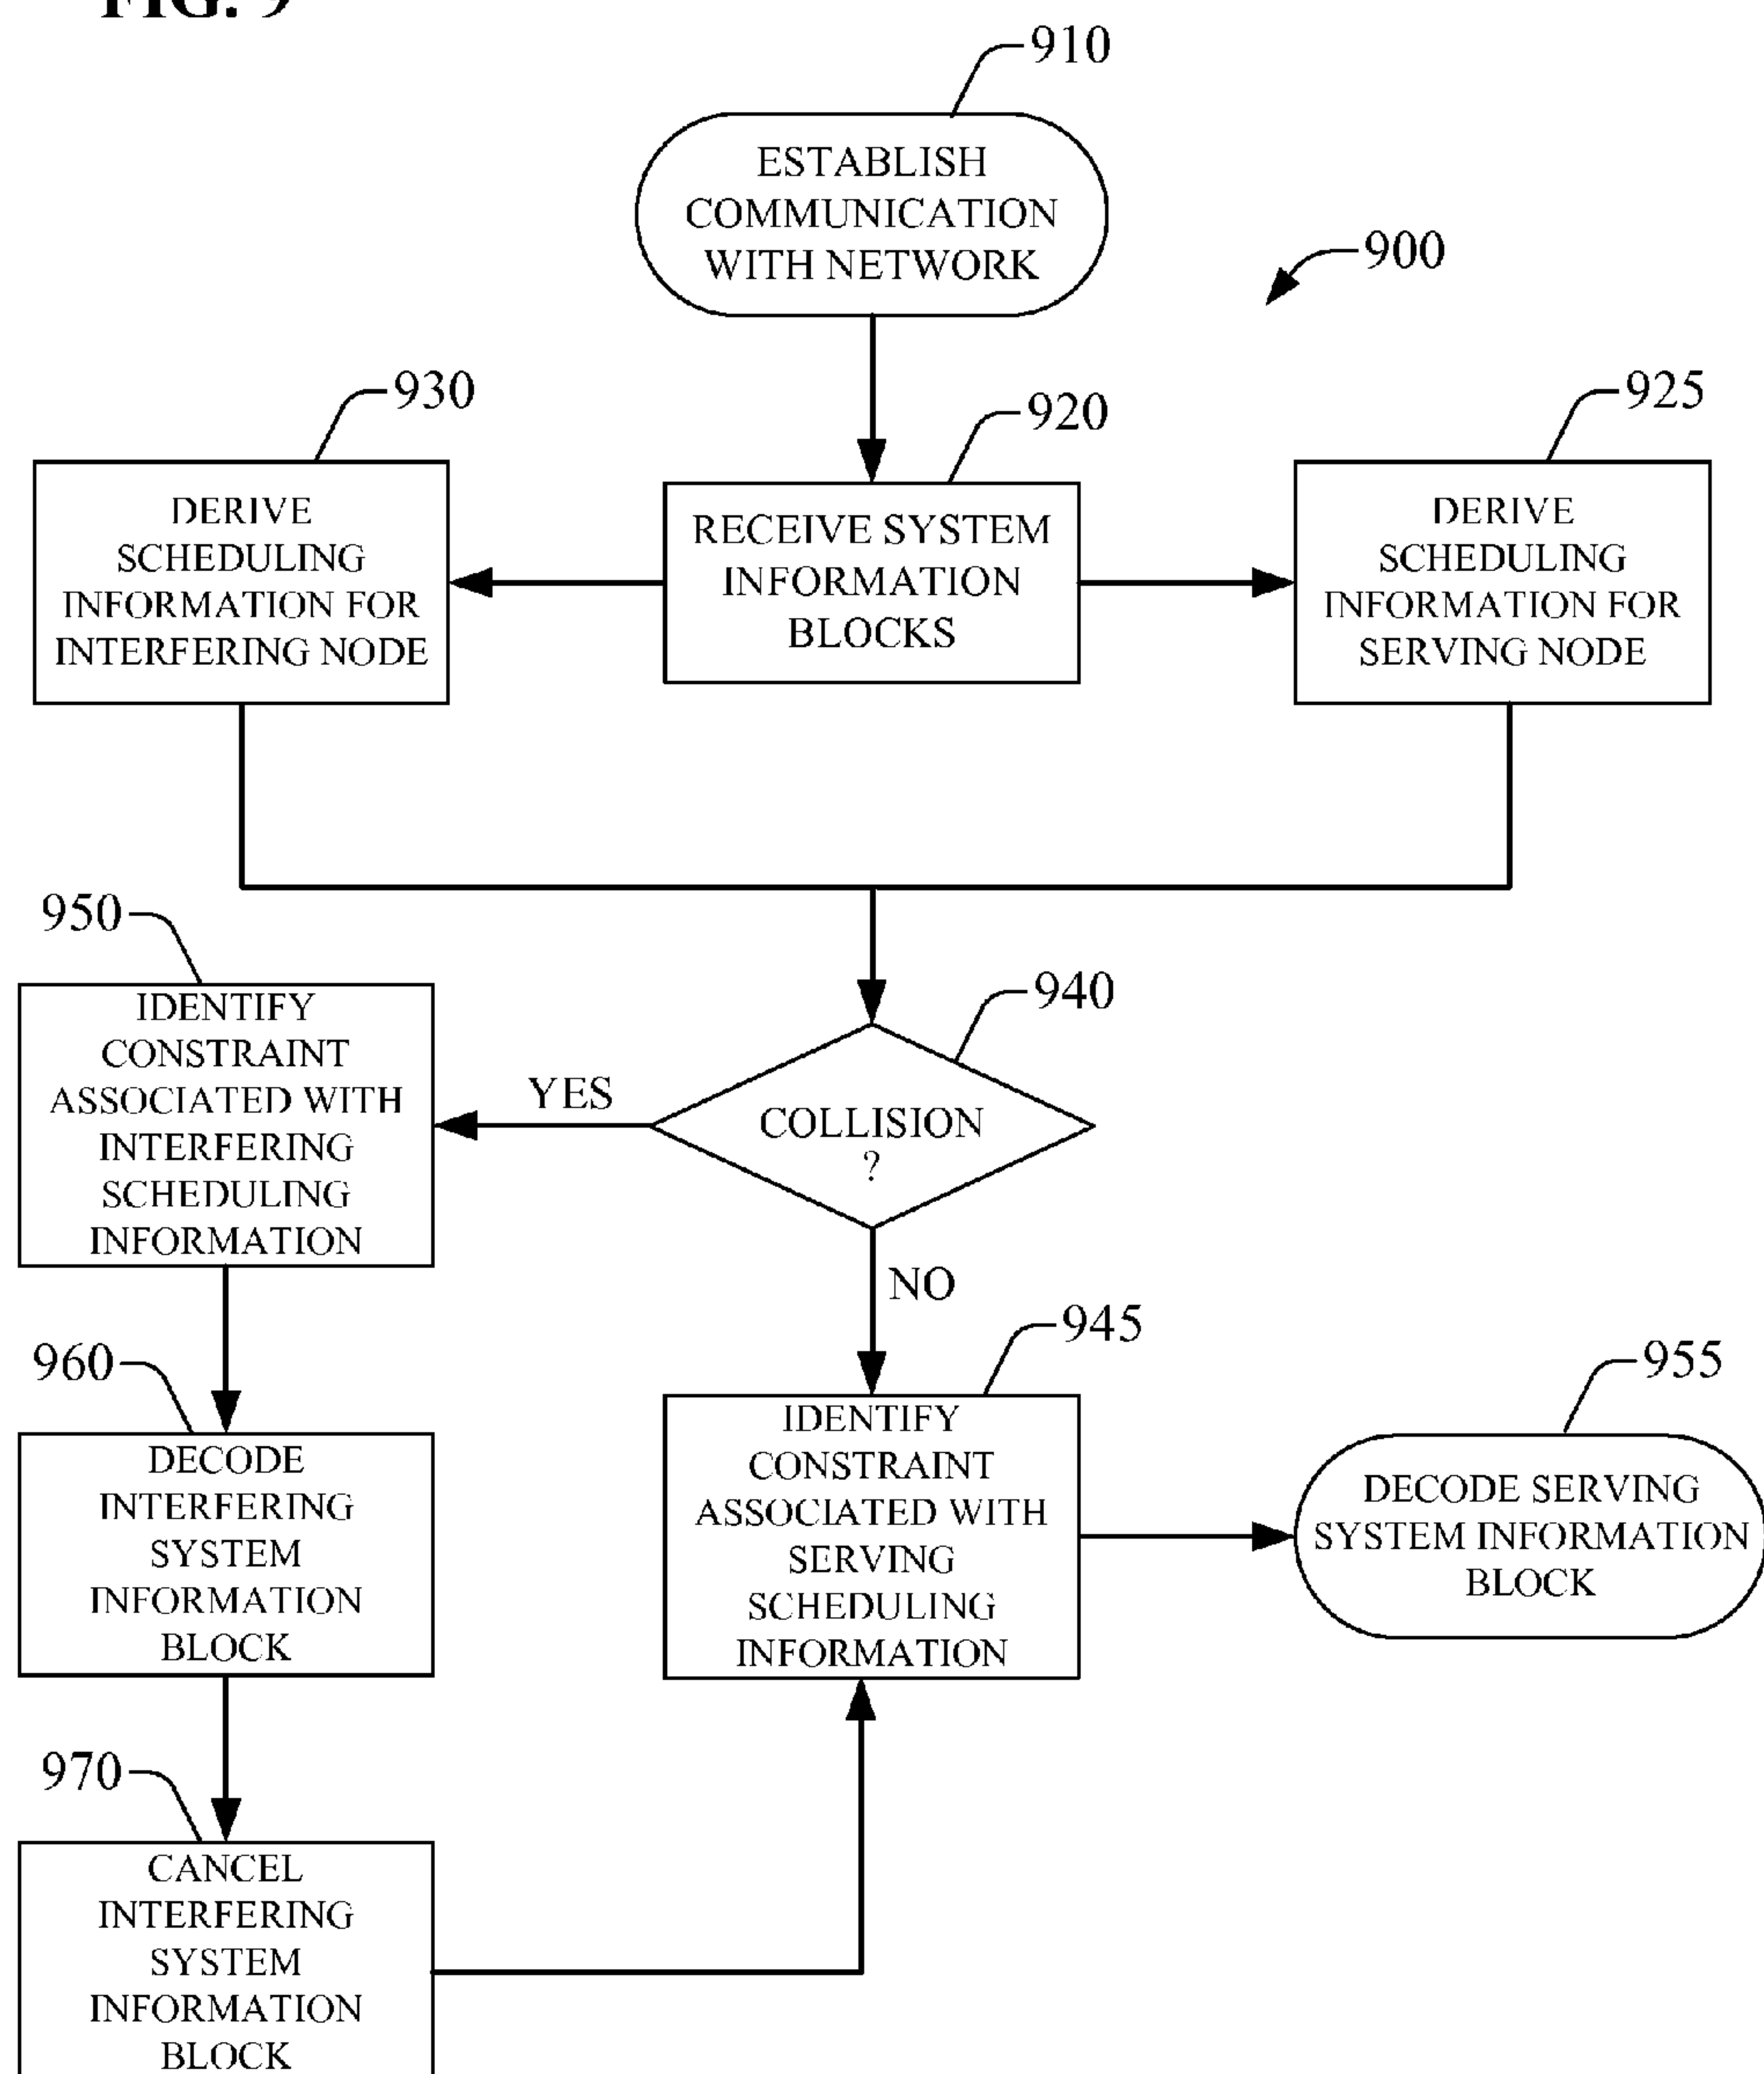 FIG. 9
910
ESTABLISH
COMMUNICATION
WITH NETWORK
900
930
920
925
DERIVE
SCHEDULING
INFORMATION FOR
INTERFERING NODE
RECEIVE SYSTEM
INFORMATION
BLOCKS
DERIVE
SCHEDULING
INFORMATION FOR
SERVING NODE
950
940
IDENTIFY
CONSTRAINT
ASSOCIATED WITH
INTERFERING
SCHEDULING
INFORMATION
YES
COLLISION
?
NO
960
945
955
DECODE
INTERFERING
SYSTEM
INFORMATION
BLOCK
IDENTIFY
CONSTRAINT
ASSOCIATED WITH
SERVING
SCHEDULING
INFORMATION
DECODE SERVING
SYSTEM INFORMATION
BLOCK
970
CANCEL
INTERFERING
SYSTEM
INFORMATION
BLOCK